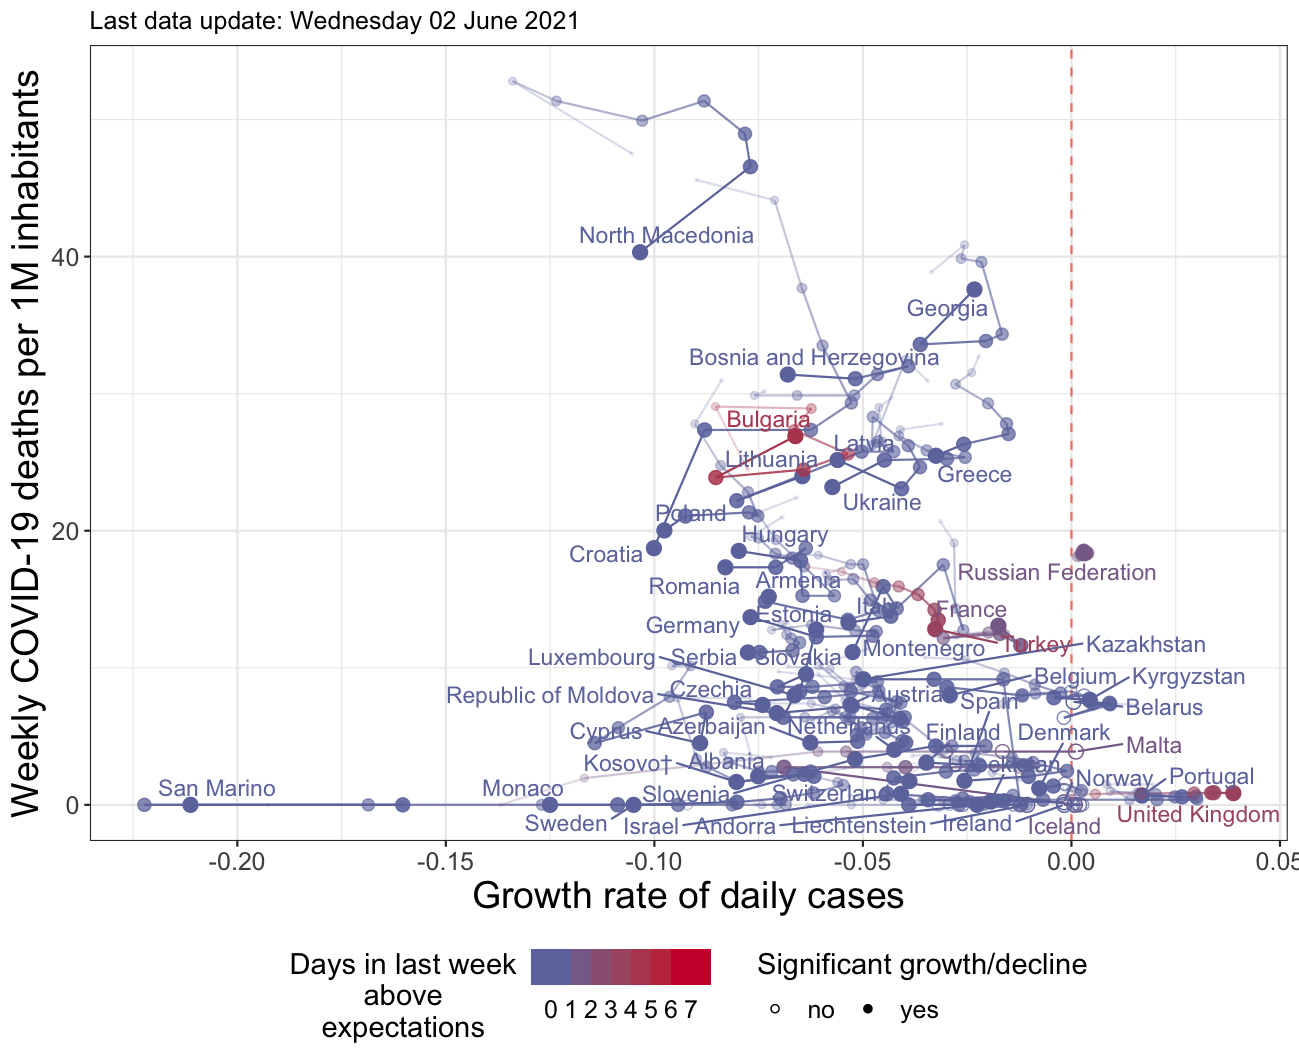 Last data update: Wednesday 02 June 2021
Weekly COVID-19 deaths per 1M inhabitants
40
20
0
North Macedonia
Georgia
Bosnia and Herzegovina
Bulgaria
Latvia
Lithuania
Greece
Ukraine
Poland
Hungary
Croatia
Russian Federation
Romania
Armenia
Estonia
Italy
France
Germany
Turkey
Kazakhstan
Montenegro
Luxembourg
Serbia
Slovakia
Belgium
Kyrgyzstan
Republic of Moldova
Czechia
Austria
Spain
Belarus
Cyprus
Azerbaijan
Netherlands
Finland
Denmark
Malta
Kosovo†
Albania
Uzbekistan
Norway
Portugal
San Marino
Monaco
Slovenia
Switzerland
United Kingdom
Sweden
Israel
Andorra
Liechtenstein
Ireland
Iceland
-0.20
-0.15
-0.10
-0.05
0.00
0.05
Growth rate of daily cases
Days in last week
above
expectations
0 1 2 3 4 5 6 7
Significant growth/decline
no
yes